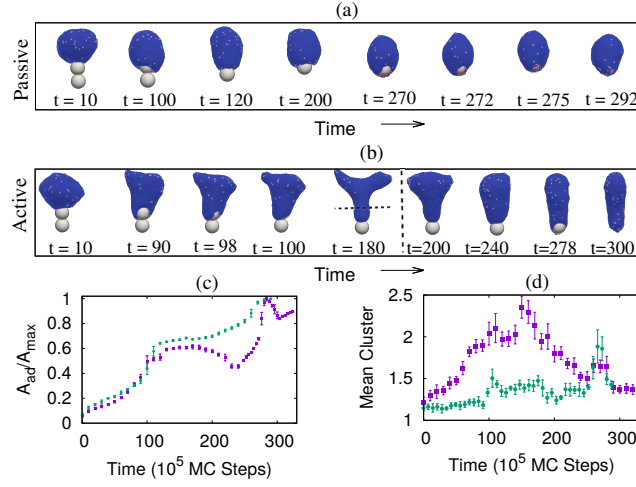 (a)
Passive
t = 10 t = 100 t = 120 t = 200 t = 270 t = 272 t = 275 t = 292
Time
(b)
Active
t = 10 t = 90 t = 98 t = 100 t = 180 t=200 t=240 t=278 t=300
Time
(c)
A_ad/A_max
1
0.8
0.6
0.4
0.2
0
0 100 200 300
Time (10^5 MC Steps)
(d)
Mean Cluster
2.5
2
1.5
1
0 100 200 300
Time (10^5 MC Steps)